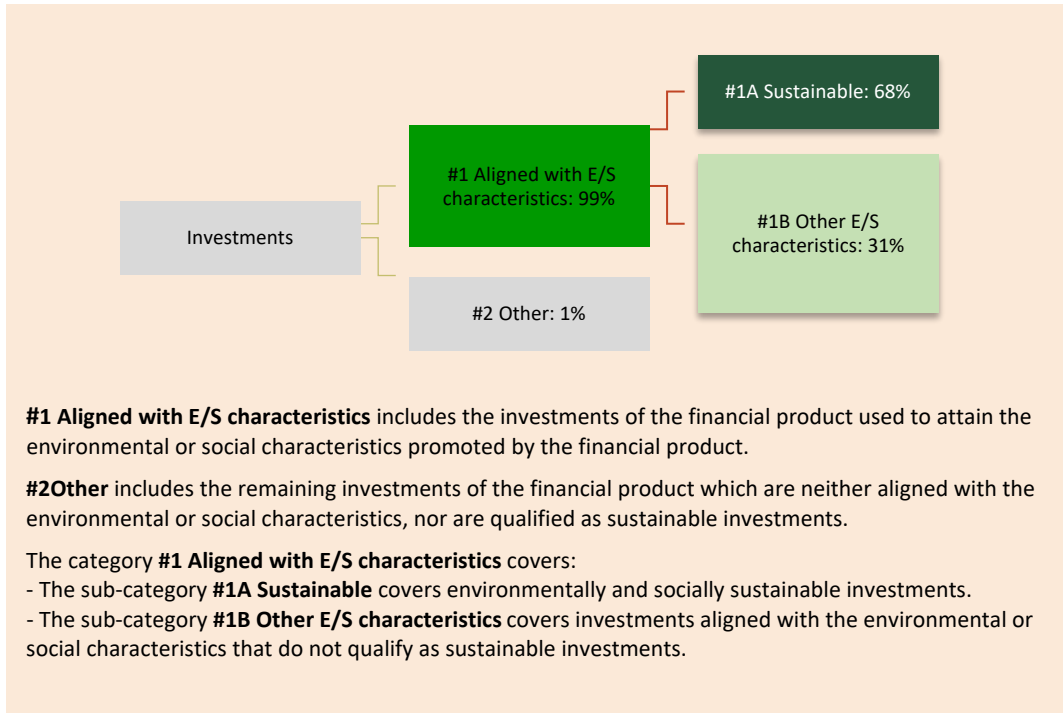 #1A Sustainable: 68%
#1 Aligned with E/S
characteristics: 99%
#1B Other E/S
characteristics: 31%
Investments
#2 Other: 1%
#1 Aligned with E/S characteristics includes the investments of the financial product used to attain the
environmental or social characteristics promoted by the financial product.
#2Other includes the remaining investments of the financial product which are neither aligned with the
environmental or social characteristics, nor are qualified as sustainable investments.
The category #1 Aligned with E/S characteristics covers:
- The sub-category #1A Sustainable covers environmentally and socially sustainable investments.
- The sub-category #1B Other E/S characteristics covers investments aligned with the environmental or
social characteristics that do not qualify as sustainable investments.